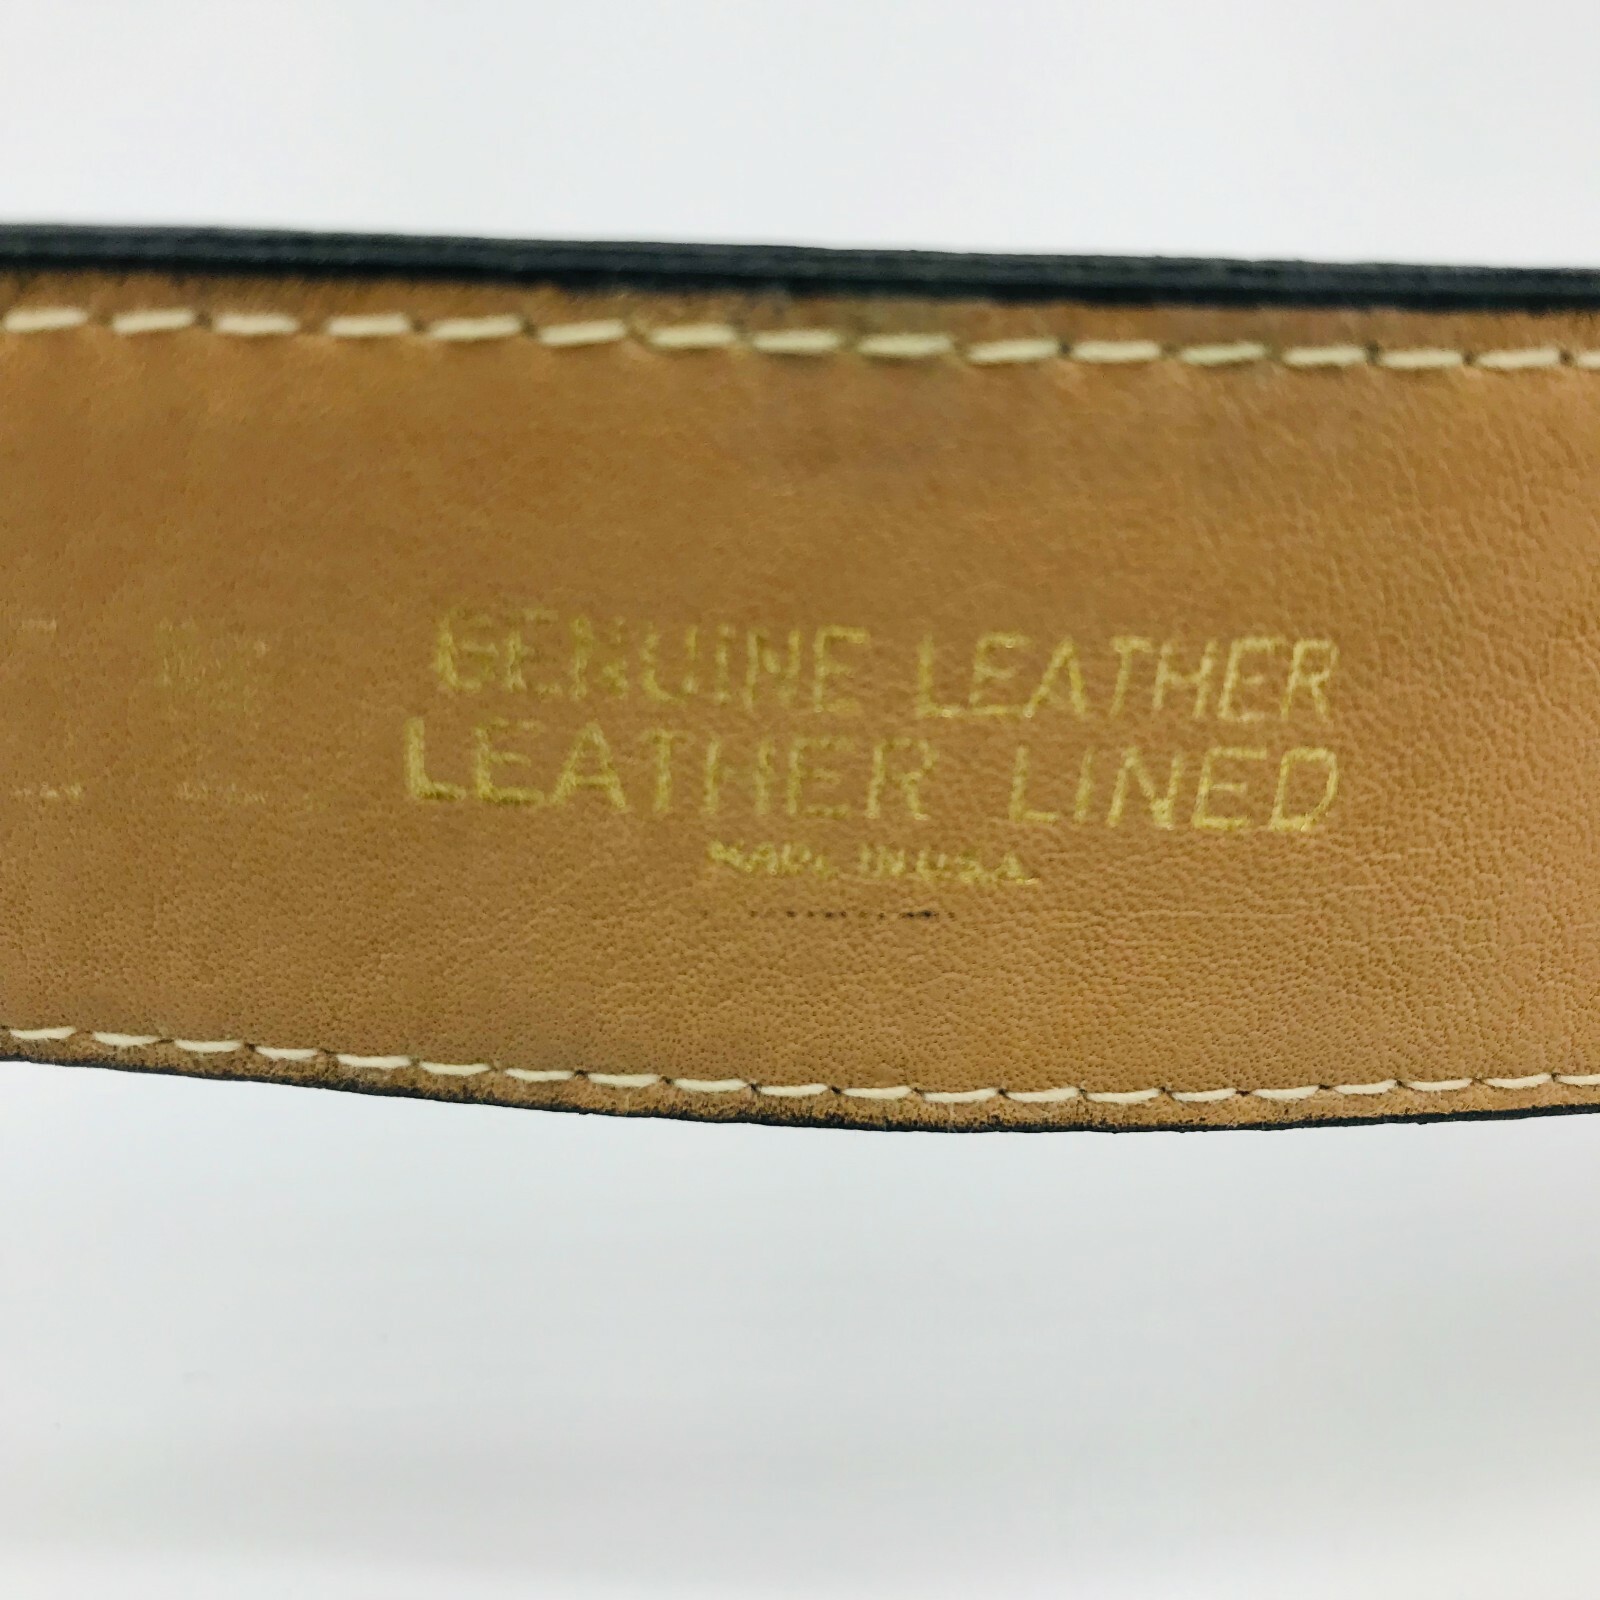 GENUINE LEATHER
LEATHER LINED
MADE IN USA